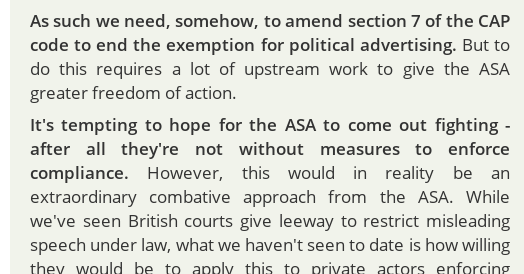 As such we need, somehow, to amend section 7 of the CAP
code to end the exemption for political advertising. But to
do this requires a lot of upstream work to give the ASA
greater freedom of action.
It's tempting to hope for the ASA to come out fighting -
after all they're not without measures to enforce
compliance. However, this would in reality be an
extraordinary combative approach from the ASA. While
we've seen British courts give leeway to restrict misleading
speech under law, what we haven't seen to date is how willing
they would be to apply this to private actors enforcing